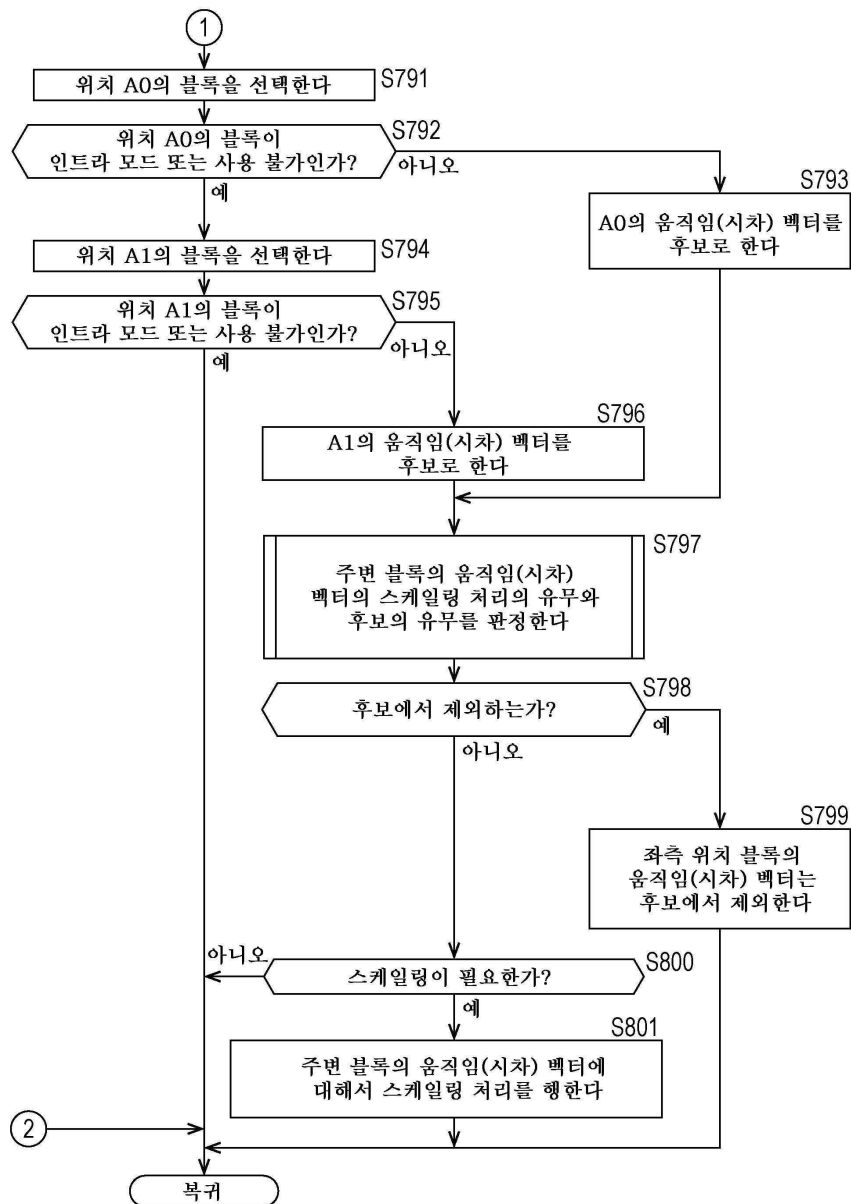 1
위치 A0의 블록을 선택한다
S791
위치 A0의 블록이
인트라 모드 또는 사용 불가인가?
S792
아니오
예
S793
A0의 움직임(시차) 벡터를
후보로 한다
위치 A1의 블록을 선택한다
S794
위치 A1의 블록이
인트라 모드 또는 사용 불가인가?
S795
아니오
예
S796
A1의 움직임(시차) 벡터를
후보로 한다
S797
주변 블록의 움직임(시차)
벡터의 스케일링 처리의 유무와
후보의 유무를 판정한다
후보에서 제외하는가?
S798
예
아니오
S799
좌측 위치 블록의
움직임(시차) 벡터는
후보에서 제외한다
아니오
스케일링이 필요한가?
S800
예
S801
주변 블록의 움직임(시차) 벡터에
대해서 스케일링 처리를 행한다
2
복귀